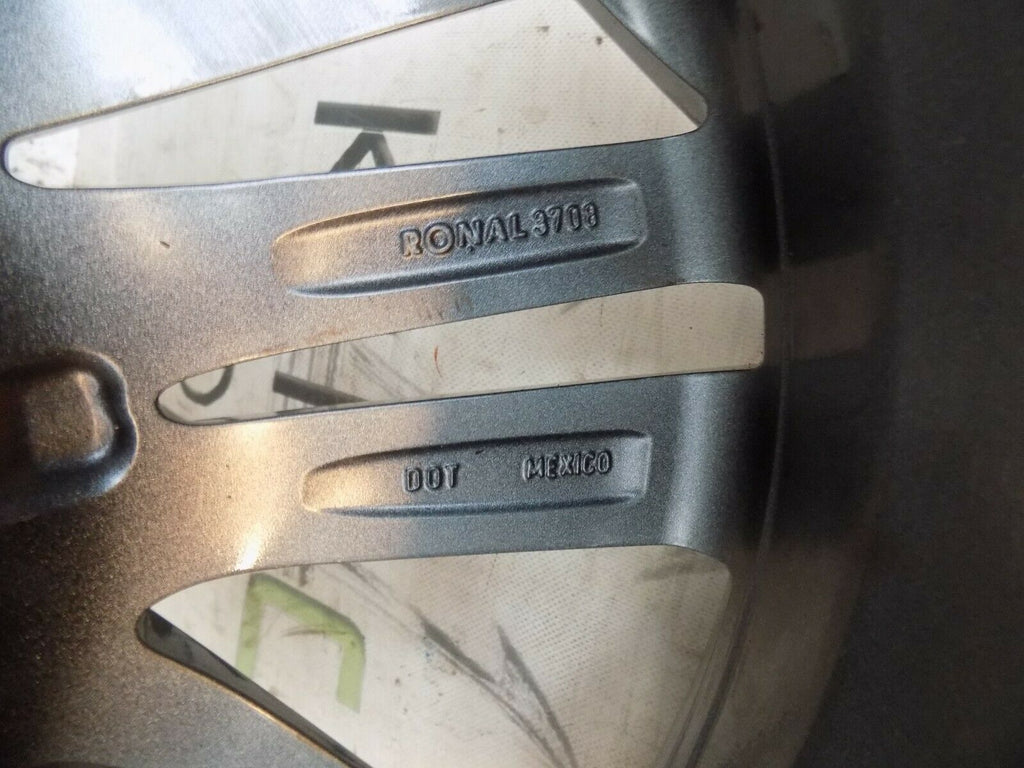 RONAL 3708
DOT MEXICO